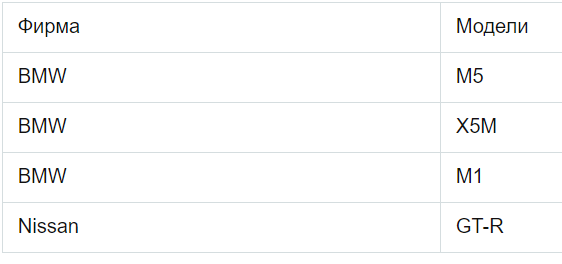 Фирма Модели
BMW M5
BMW X5M
BMW M1
Nissan GT-R